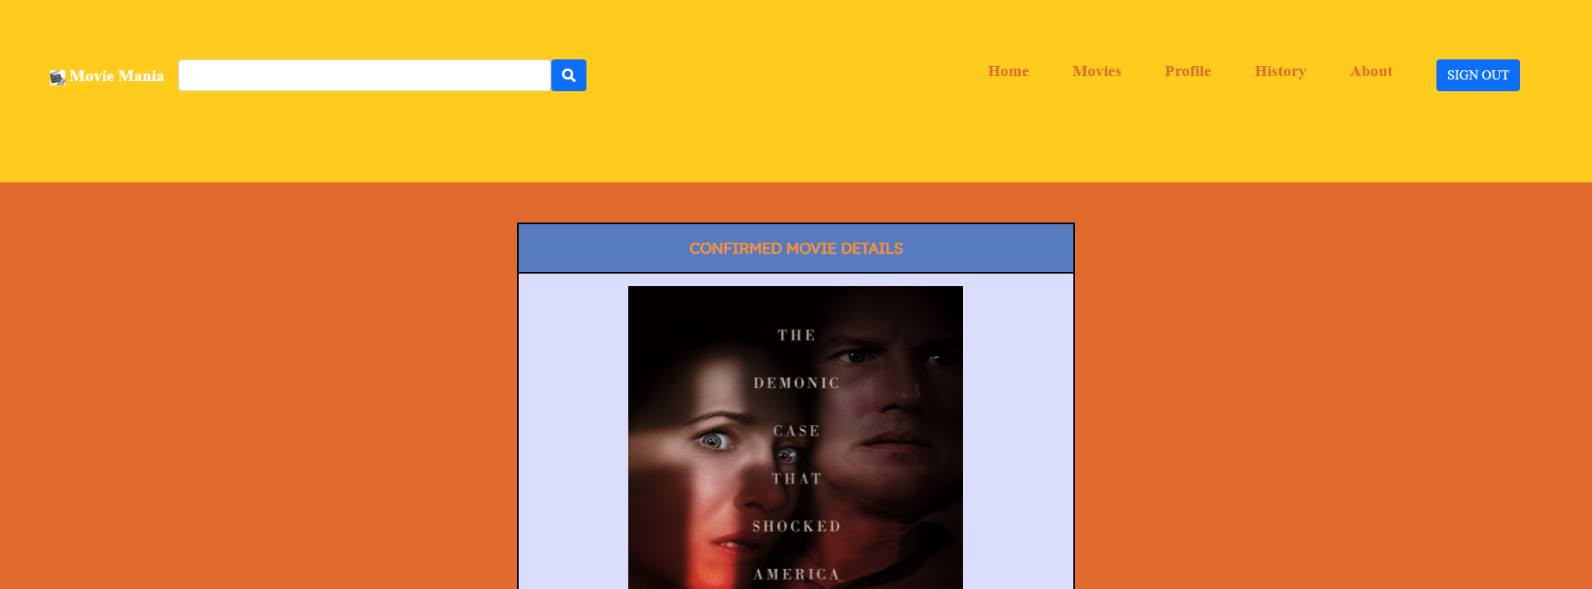 Movie Mania
Home Movies Profile History About SIGN OUT
CONFIRMED MOVIE DETAILS
THE
DEMONIC
CASE
THAT
SHOCKED
AMERICA